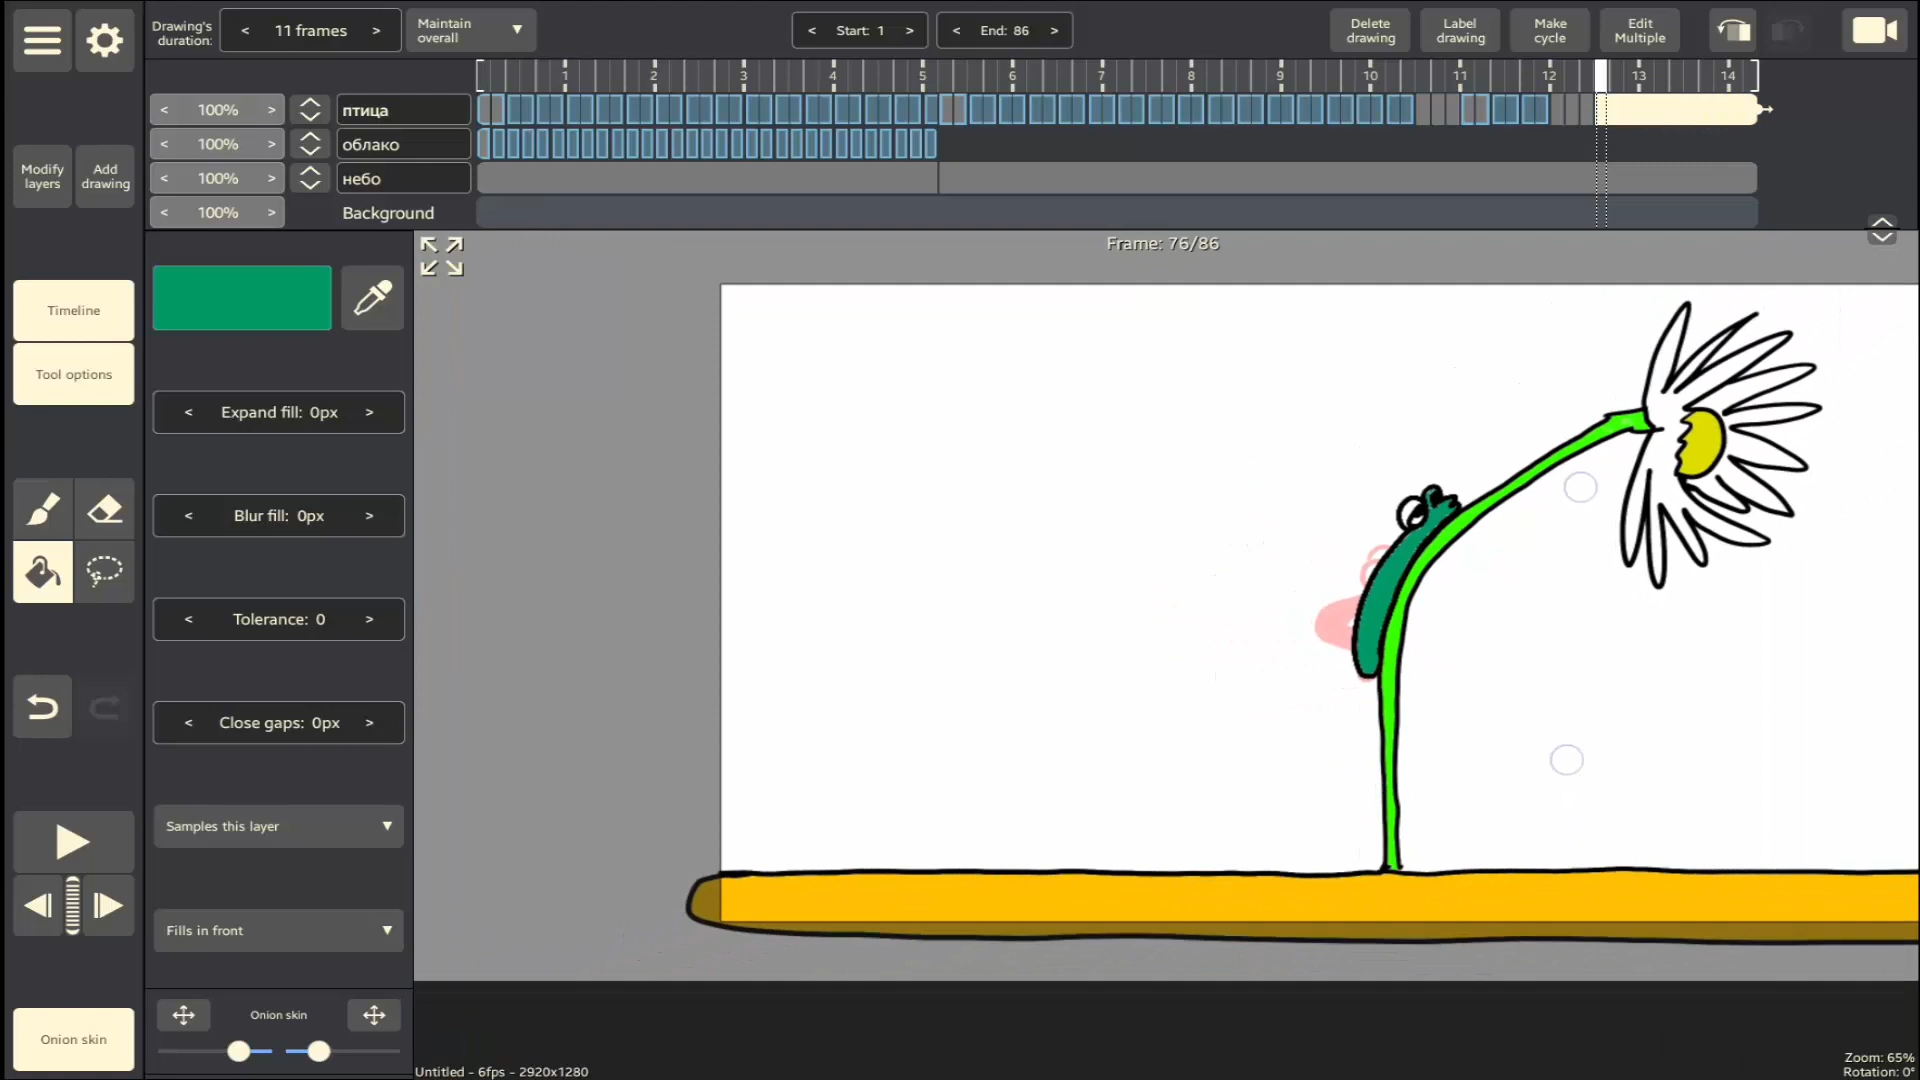 Drawing's duration: < 11 frames > Maintain overall ▼ < Start: 1 > < End: 86 > Delete drawing Label drawing Make cycle Edit Multiple
1 2 3 4 5 6 7 8 9 10 11 12 13 14
< 100% > птица
< 100% > облако
< 100% > небо
< 100% > Background
Modify layers Add drawing
Frame: 76/86
Timeline
Tool options
< Expand fill: 0px >
< Blur fill: 0px >
< Tolerance: 0 >
< Close gaps: 0px >
Samples this layer ▼
Fills in front ▼
Onion skin
Onion skin
Untitled - 6fps - 2920x1280
Zoom: 65%
Rotation: 0°